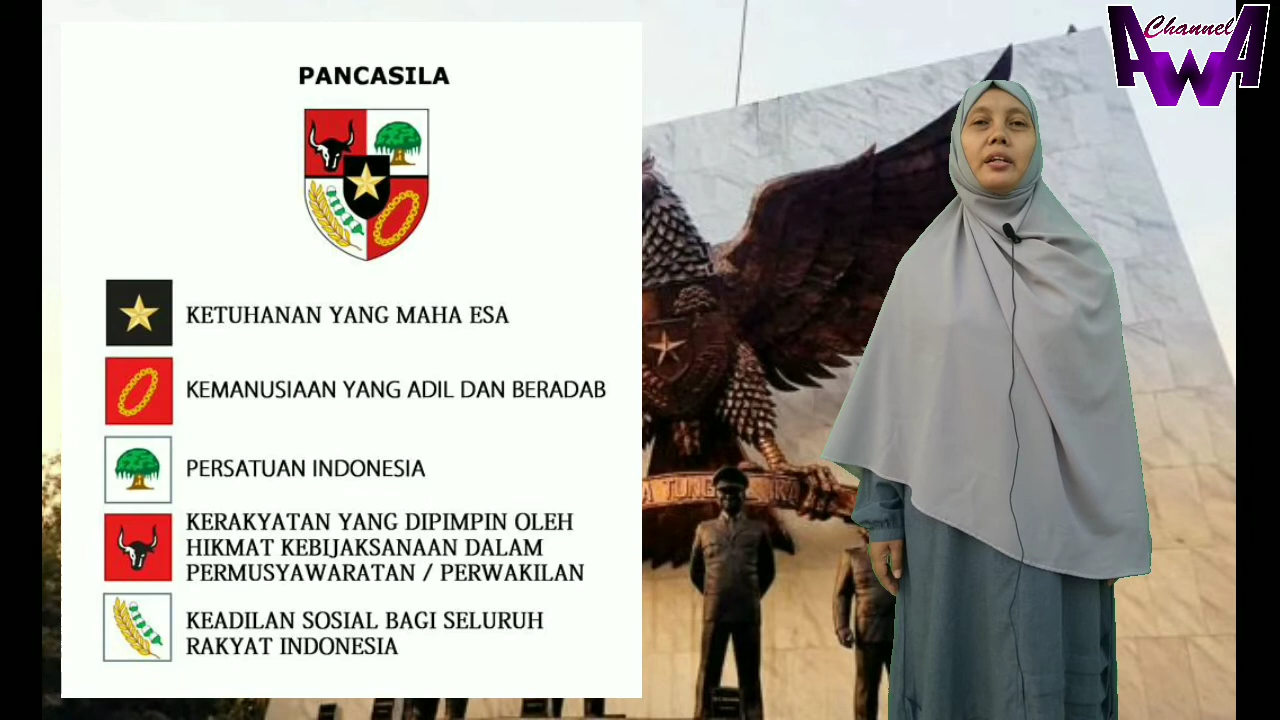 PANCASILA
KETUHANAN YANG MAHA ESA
KEMANUSIAAN YANG ADIL DAN BERADAB
PERSATUAN INDONESIA
KERAKYATAN YANG DIPIMPIN OLEH
HIKMAT KEBIJAKSANAAN DALAM
PERMUSYAWARATAN / PERWAKILAN
KEADILAN SOSIAL BAGI SELURUH
RAKYAT INDONESIA
Channel
AWA
TUNG